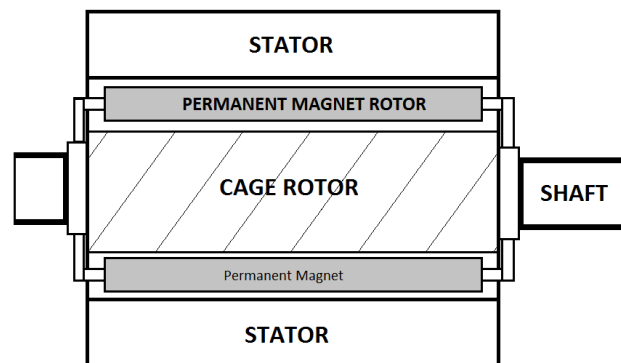 STATOR
PERMANENT MAGNET ROTOR
CAGE ROTOR
SHAFT
Permanent Magnet
STATOR